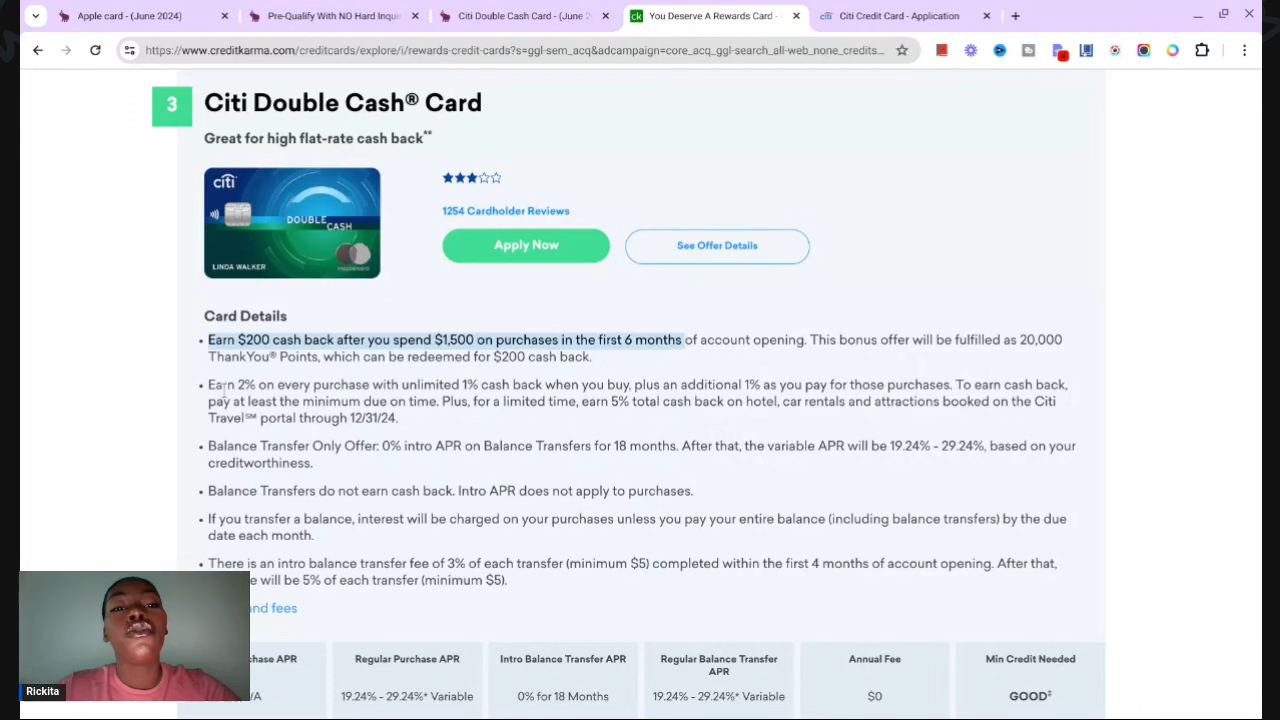 Apple card - (June 2024)
Pre-Qualify With NO Hard Inqui
Citi Double Cash Card - (June 2
You Deserve A Rewards Card -
Citi Credit Card - Application
https://www.creditkarma.com/creditcards/explore/i/rewards-credit-cards?s=ggl-sem_acq&adcampaign=core_acq_ggl-search_all-web_none_credits...
3
Citi Double Cash® Card
Great for high flat-rate cash back**
citi
DOUBLE
CASH
LINDA WALKER
1254 Cardholder Reviews
Apply Now
See Offer Details
Card Details
• Earn $200 cash back after you spend $1,500 on purchases in the first 6 months of account opening. This bonus offer will be fulfilled as 20,000
ThankYou® Points, which can be redeemed for $200 cash back.
• Earn 2% on every purchase with unlimited 1% cash back when you buy, plus an additional 1% as you pay for those purchases. To earn cash back,
pay at least the minimum due on time. Plus, for a limited time, earn 5% total cash back on hotel, car rentals and attractions booked on the Citi
Travel℠ portal through 12/31/24.
• Balance Transfer Only Offer: 0% intro APR on Balance Transfers for 18 months. After that, the variable APR will be 19.24% - 29.24%, based on your
creditworthiness.
• Balance Transfers do not earn cash back. Intro APR does not apply to purchases.
• If you transfer a balance, interest will be charged on your purchases unless you pay your entire balance (including balance transfers) by the due
date each month.
• There is an intro balance transfer fee of 3% of each transfer (minimum $5) completed within the first 4 months of account opening. After that,
will be 5% of each transfer (minimum $5).
and fees
chase APR
Regular Purchase APR
Intro Balance Transfer APR
Regular Balance Transfer
APR
Annual Fee
Min Credit Needed
/A
19.24% - 29.24%* Variable
0% for 18 Months
19.24% - 29.24%* Variable
$0
GOOD‡
Rickita